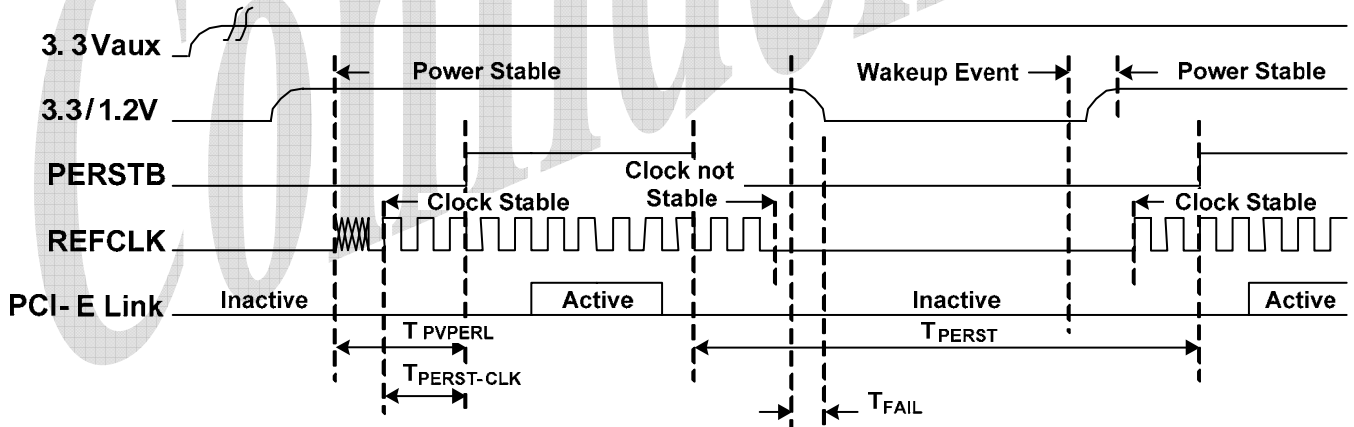 3. 3Vaux
Power Stable
Wakeup Event
Power Stable
3.3/1.2V
PERSTB
Clock not
Stable
Clock Stable
Clock Stable
REFCLK
PCI- E Link
Inactive
Active
Inactive
Active
T PVPERL
TPERST
TPERST-CLK
TFAIL